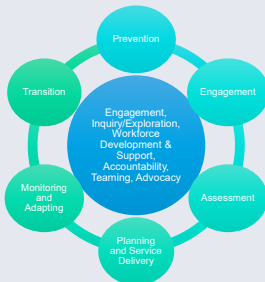 Prevention
Engagement
Assessment
Planning
and Service
Delivery
Monitoring
and
Adapting
Transition
Engagement,
Inquiry/Exploration,
Workforce
Development &
Support,
Accountability,
Teaming, Advocacy